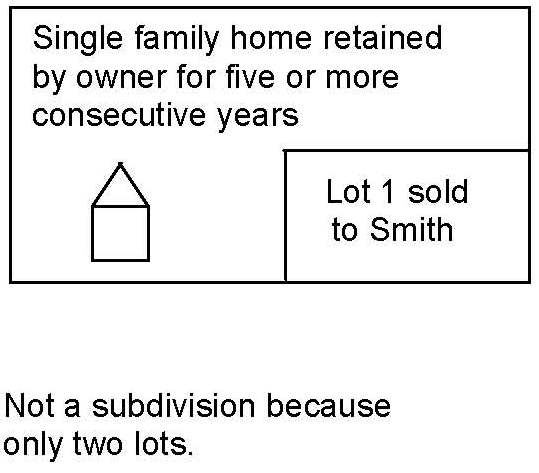 Single family home retained
by owner for five or more
consecutive years
Lot 1 sold
to Smith
Not a subdivision because
only two lots.